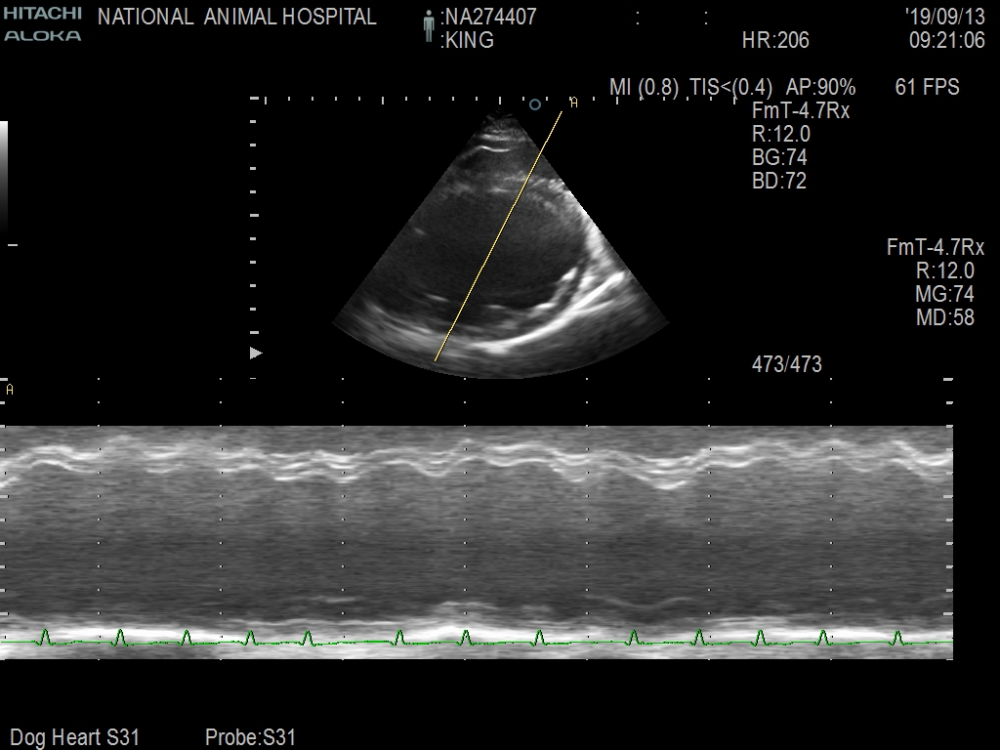 HITACHI
ALOKA
NATIONAL ANIMAL HOSPITAL
:NA274407
:KING
: :
HR:206
'19/09/13
09:21:06
MI (0.8) TIS<(0.4) AP:90% 61 FPS
FmT-4.7Rx
R:12.0
BG:74
BD:72
A
FmT-4.7Rx
R:12.0
MG:74
MD:58
473/473
A
Dog Heart S31 Probe:S31